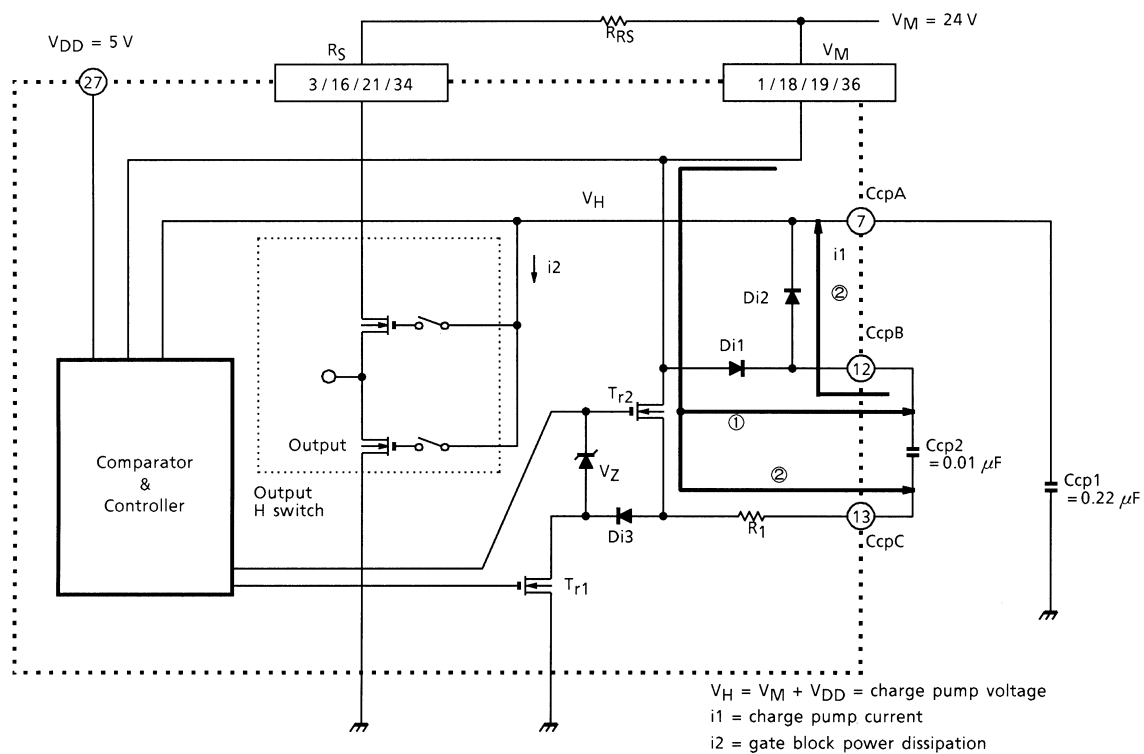 V_M = 24 V
R_RS
V_DD = 5 V
R_S
V_M
27
3 / 16 / 21 / 34
1 / 18 / 19 / 36
CcpA
V_H
7
i1
i2
②
Di2
CcpB
Di1
12
T_r2
①
Output
Ccp2
= 0.01 μF
Comparator
&
Controller
V_Z
②
Ccp1
= 0.22 μF
Output
H switch
13
R_1
Di3
CcpC
T_r1
V_H = V_M + V_DD = charge pump voltage
i1 = charge pump current
i2 = gate block power dissipation